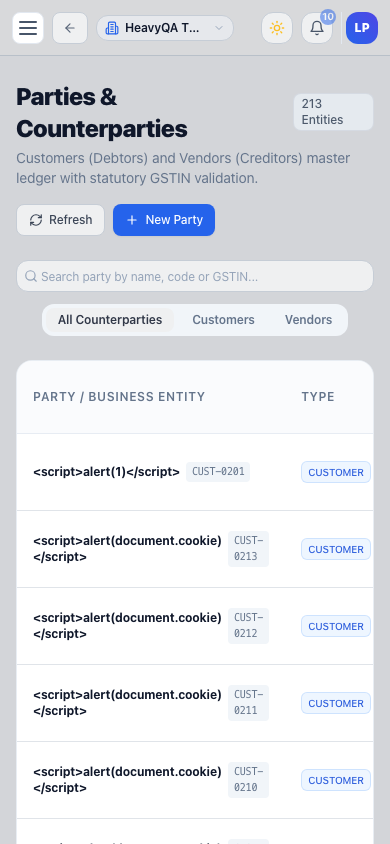 HeavyQA T...
10
LP
Parties &
Counterparties
213
Entities
Customers (Debtors) and Vendors (Creditors) master
ledger with statutory GSTIN validation.
Refresh
New Party
Search party by name, code or GSTIN...
All Counterparties
Customers
Vendors
PARTY / BUSINESS ENTITY
TYPE
<script>alert(1)</script>
CUST-0201
CUSTOMER
<script>alert(document.cookie)
</script>
CUST-
0213
CUSTOMER
<script>alert(document.cookie)
</script>
CUST-
0212
CUSTOMER
<script>alert(document.cookie)
</script>
CUST-
0211
CUSTOMER
<script>alert(document.cookie)
</script>
CUST-
0210
CUSTOMER